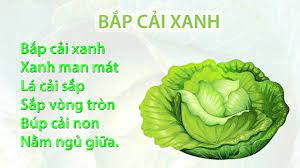 BẮP CẢI XANH
Bắp cải xanh
Xanh man mát
Lá cải sắp
Sắp vòng tròn
Búp cải non
Nằm ngủ giữa.